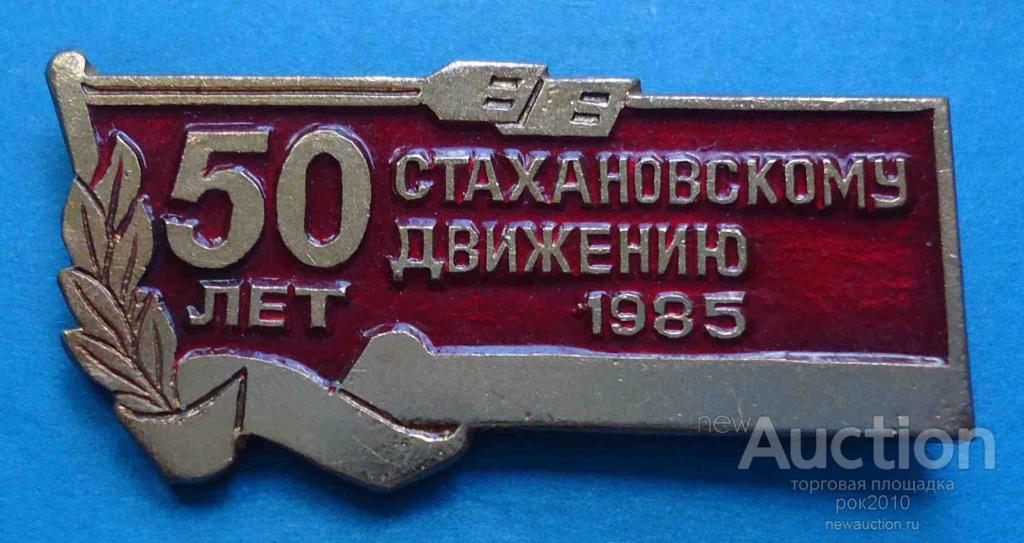 50 СТАХАНОВСКОМУ
ДВИЖЕНИЮ
ЛЕТ 1985
newAuction
торговая площадка
рок2010
newauction.ru